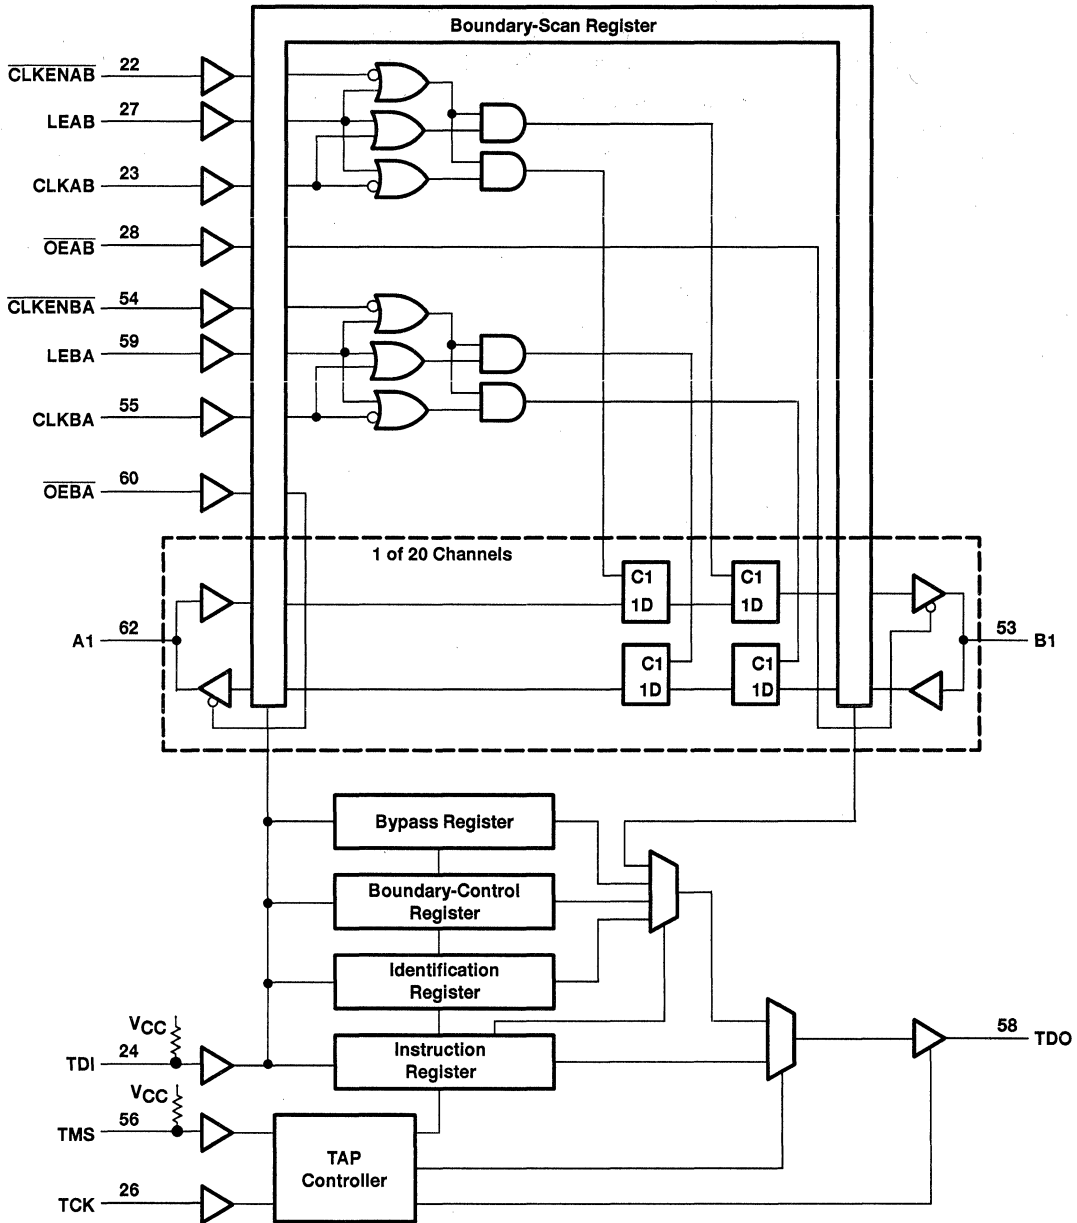 Boundary-Scan Register
CLKENAB 22
LEAB 27
CLKAB 23
OEAB 28
CLKENBA 54
LEBA 59
CLKBA 55
OEBA 60
1 of 20 Channels
C1
1D
C1
1D
A1 62
53 B1
C1
1D
C1
1D
Bypass Register
Boundary-Control
Register
Identification
Register
VCC
TDI 24
Instruction
Register
58 TDO
VCC
TMS 56
TAP
Controller
TCK 26